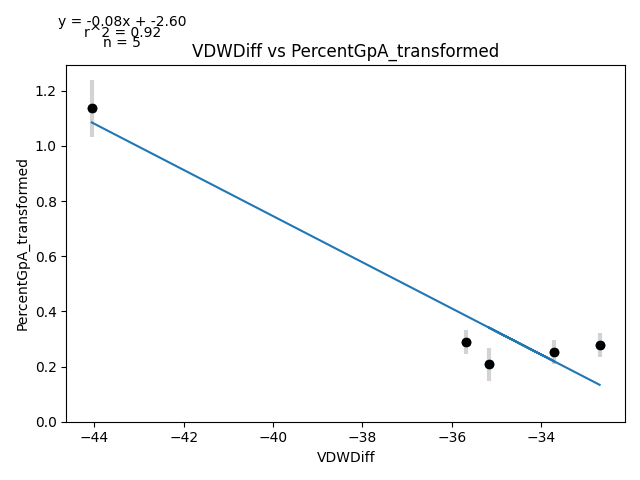 y = -0.08x + -2.60
r^2 = 0.92
n = 5
VDWDiff vs PercentGpA_transformed
PercentGpA_transformed
1.2
1.0
0.8
0.6
0.4
0.2
0.0
−44 −42 −40 −38 −36 −34
VDWDiff